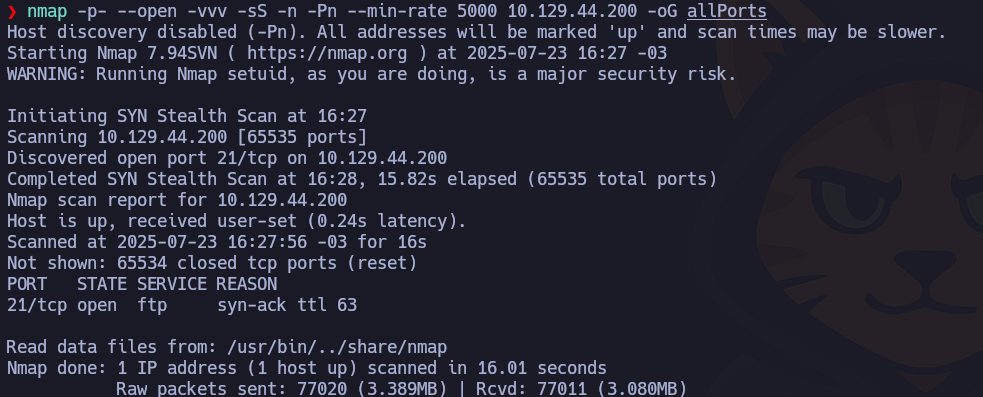 ❯ nmap -p- --open -vvv -sS -n -Pn --min-rate 5000 10.129.44.200 -oG allPorts
Host discovery disabled (-Pn). All addresses will be marked 'up' and scan times may be slower.
Starting Nmap 7.94SVN ( https://nmap.org ) at 2025-07-23 16:27 -03
WARNING: Running Nmap setuid, as you are doing, is a major security risk.

Initiating SYN Stealth Scan at 16:27
Scanning 10.129.44.200 [65535 ports]
Discovered open port 21/tcp on 10.129.44.200
Completed SYN Stealth Scan at 16:28, 15.82s elapsed (65535 total ports)
Nmap scan report for 10.129.44.200
Host is up, received user-set (0.24s latency).
Scanned at 2025-07-23 16:27:56 -03 for 16s
Not shown: 65534 closed tcp ports (reset)
PORT   STATE SERVICE REASON
21/tcp open  ftp     syn-ack ttl 63

Read data files from: /usr/bin/../share/nmap
Nmap done: 1 IP address (1 host up) scanned in 16.01 seconds
           Raw packets sent: 77020 (3.389MB) | Rcvd: 77011 (3.080MB)